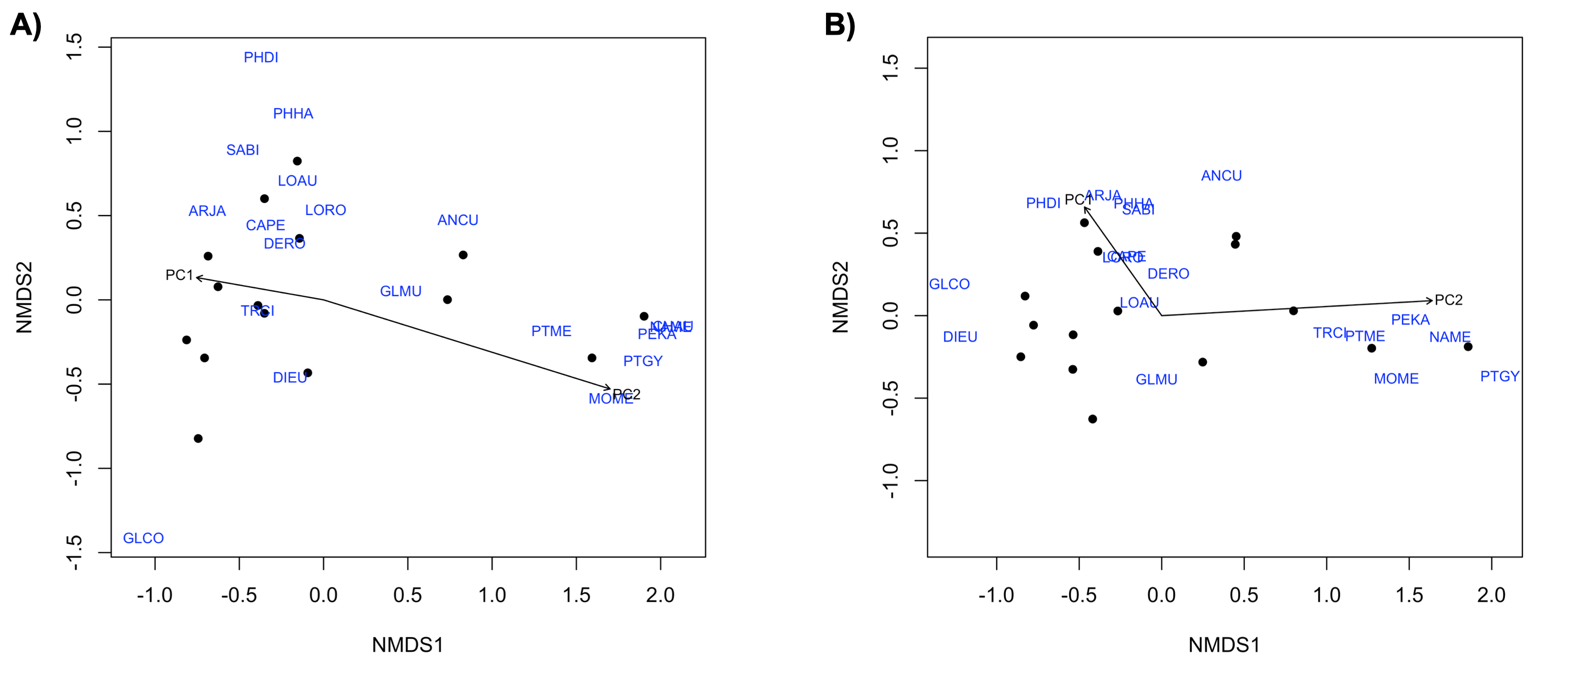 A)
1.5
1.0
0.5
0.0
-0.5
-1.0
-1.5
NMDS2
PHDI
PHHA
SABI
LOAU
ARJA
LORO
CAPE
DERO
ANCU
PC1
GLMU
TRCI
PTME
NAME
PEKA
PTGY
DIEU
MOME
PC2
GLCO
-1.0
-0.5
0.0
0.5
1.0
1.5
2.0
NMDS1
B)
1.5
1.0
0.5
0.0
-0.5
-1.0
NMDS2
ANCU
PHDI
PC1
ARJA
PHHA
SABI
LORO
CAPE
DERO
GLCO
LOAU
PC2
DIEU
TRCI
PTME
PEKA
NAME
GLMU
MOME
PTGY
-1.0
-0.5
0.0
0.5
1.0
1.5
2.0
NMDS1